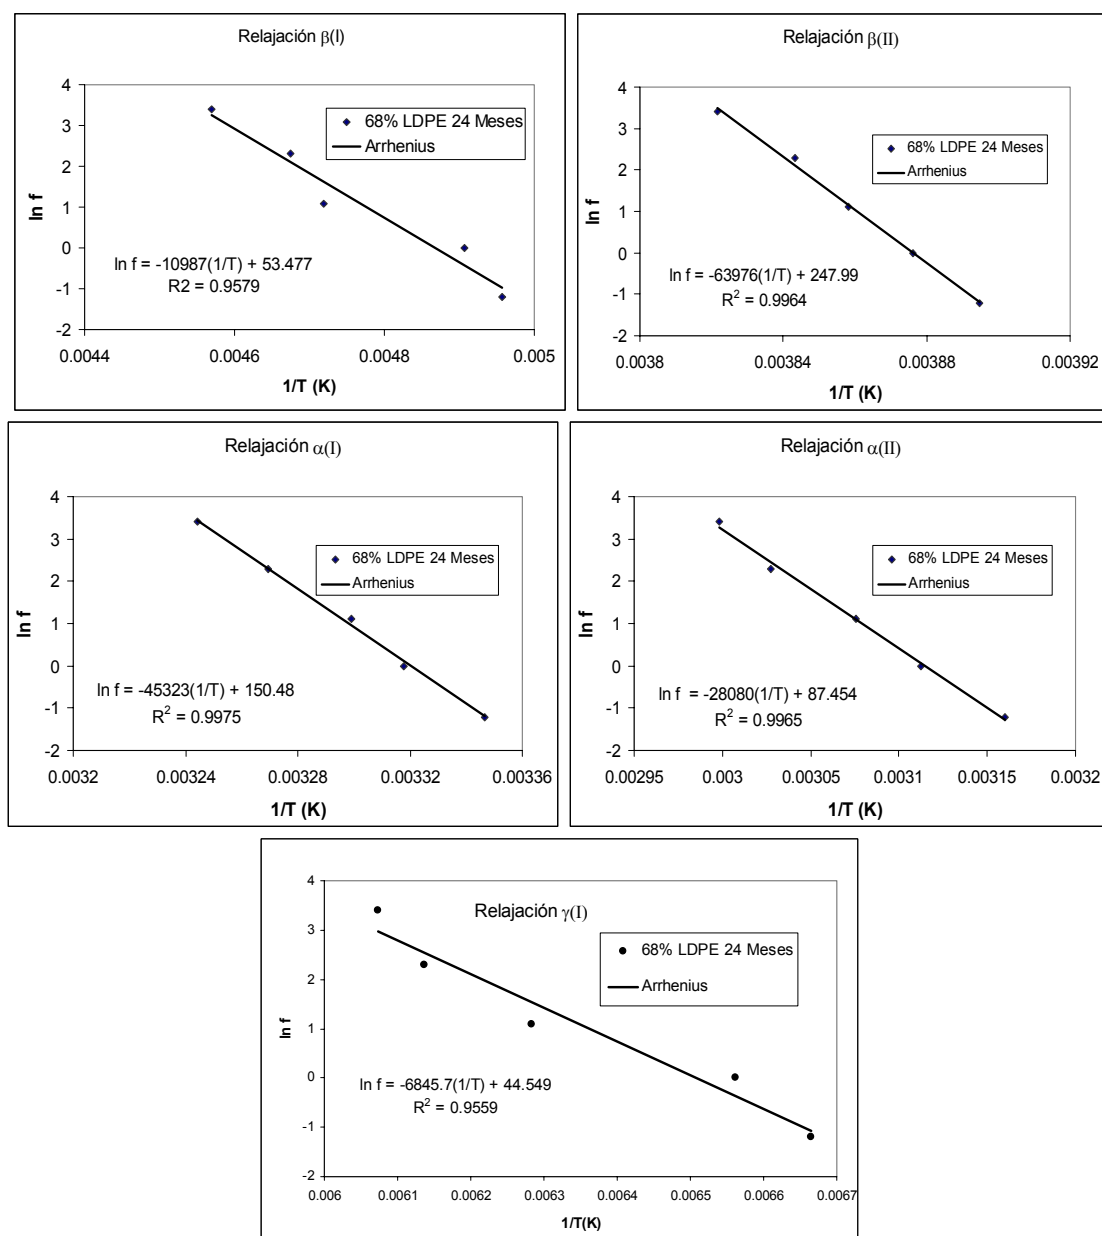 Relajación β(I)
4
3
2
1
0
-1
-2
ln f
68% LDPE 24 Meses
Arrhenius
ln f = -10987(1/T) + 53.477
R2 = 0.9579
0.0044 0.0046 0.0048 0.005
1/T (K)
Relajación β(II)
4
3
2
1
0
-1
-2
ln f
68% LDPE 24 Meses
Arrhenius
ln f = -63976(1/T) + 247.99
R² = 0.9964
0.0038 0.00384 0.00388 0.00392
1/T (K)
Relajación α(I)
4
3
2
1
0
-1
-2
ln f
68% LDPE 24 Meses
Arrhenius
ln f = -45323(1/T) + 150.48
R² = 0.9975
0.0032 0.00324 0.00328 0.00332 0.00336
1/T (K)
Relajación α(II)
4
3
2
1
0
-1
-2
ln f
68% LDPE 24 Meses
Arrhenius
ln f = -28080(1/T) + 87.454
R² = 0.9965
0.00295 0.003 0.00305 0.0031 0.00315 0.0032
1/T (K)
Relajación γ(I)
4
3
2
1
0
-1
-2
ln f
68% LDPE 24 Meses
Arrhenius
ln f = -6845.7(1/T) + 44.549
R² = 0.9559
0.006 0.0061 0.0062 0.0063 0.0064 0.0065 0.0066 0.0067
1/T(K)